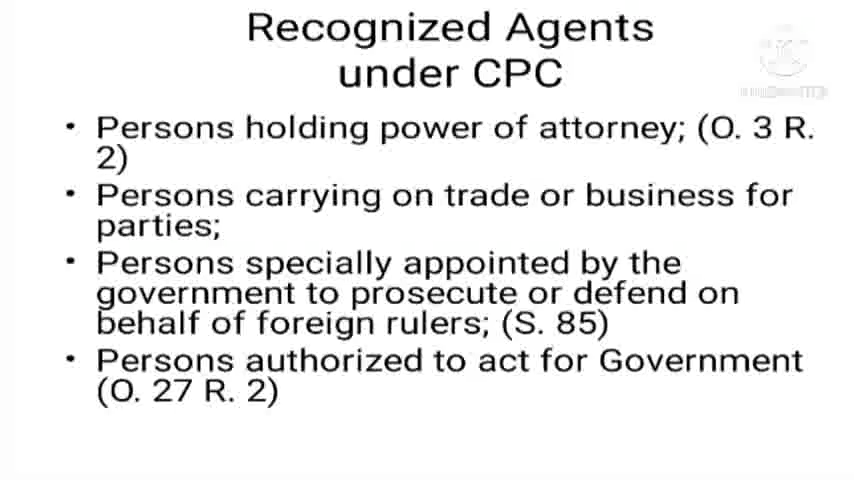 Recognized Agents
under CPC
• Persons holding power of attorney; (O. 3 R.
2)
• Persons carrying on trade or business for
parties;
• Persons specially appointed by the
government to prosecute or defend on
behalf of foreign rulers; (S. 85)
• Persons authorized to act for Government
(O. 27 R. 2)